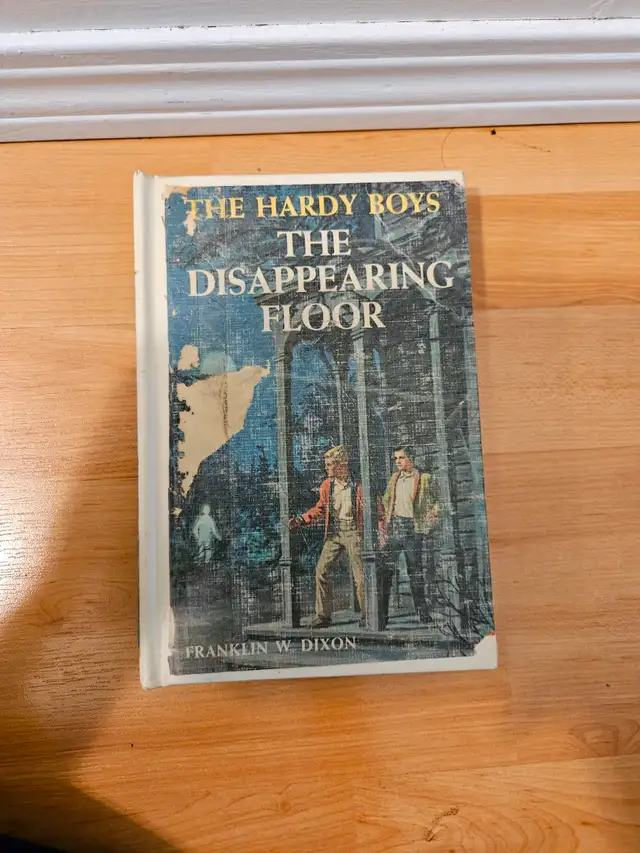 THE HARDY BOYS
THE
DISAPPEARING
FLOOR
FRANKLIN W. DIXON